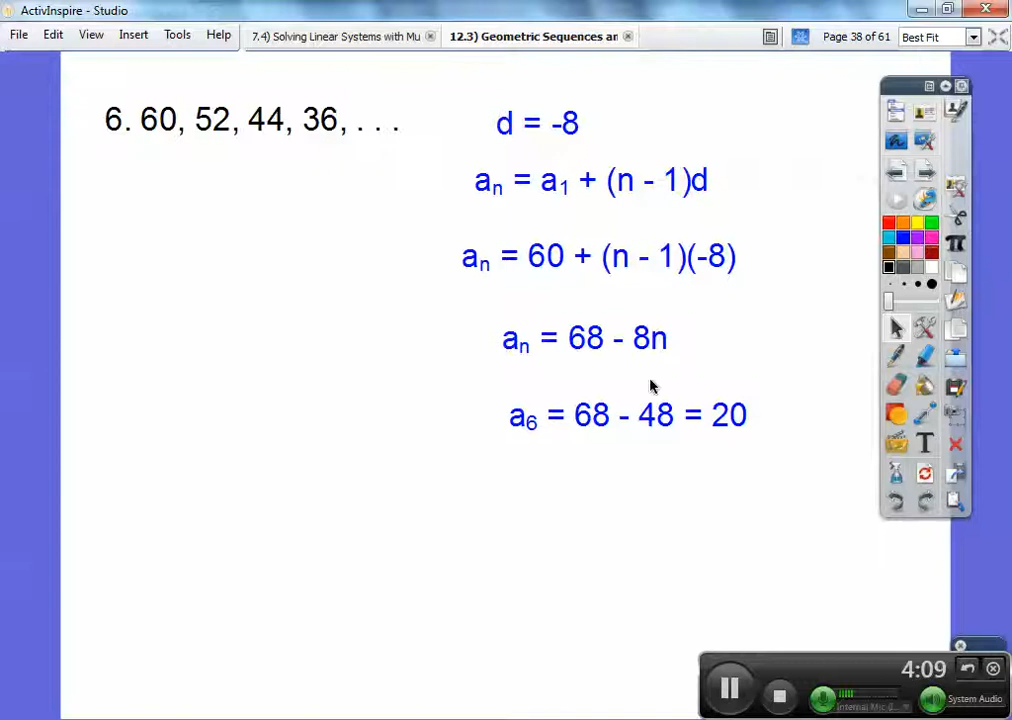 ActivInspire - Studio
File Edit View Insert Tools Help
7.4) Solving Linear Systems with Mu
12.3) Geometric Sequences ar
Page 38 of 61
Best Fit
6. 60, 52, 44, 36, . . .
d = -8
aₙ = a₁ + (n - 1)d
aₙ = 60 + (n - 1)(-8)
aₙ = 68 - 8n
a₆ = 68 - 48 = 20
4:09
Internal Mic (I
System Audio